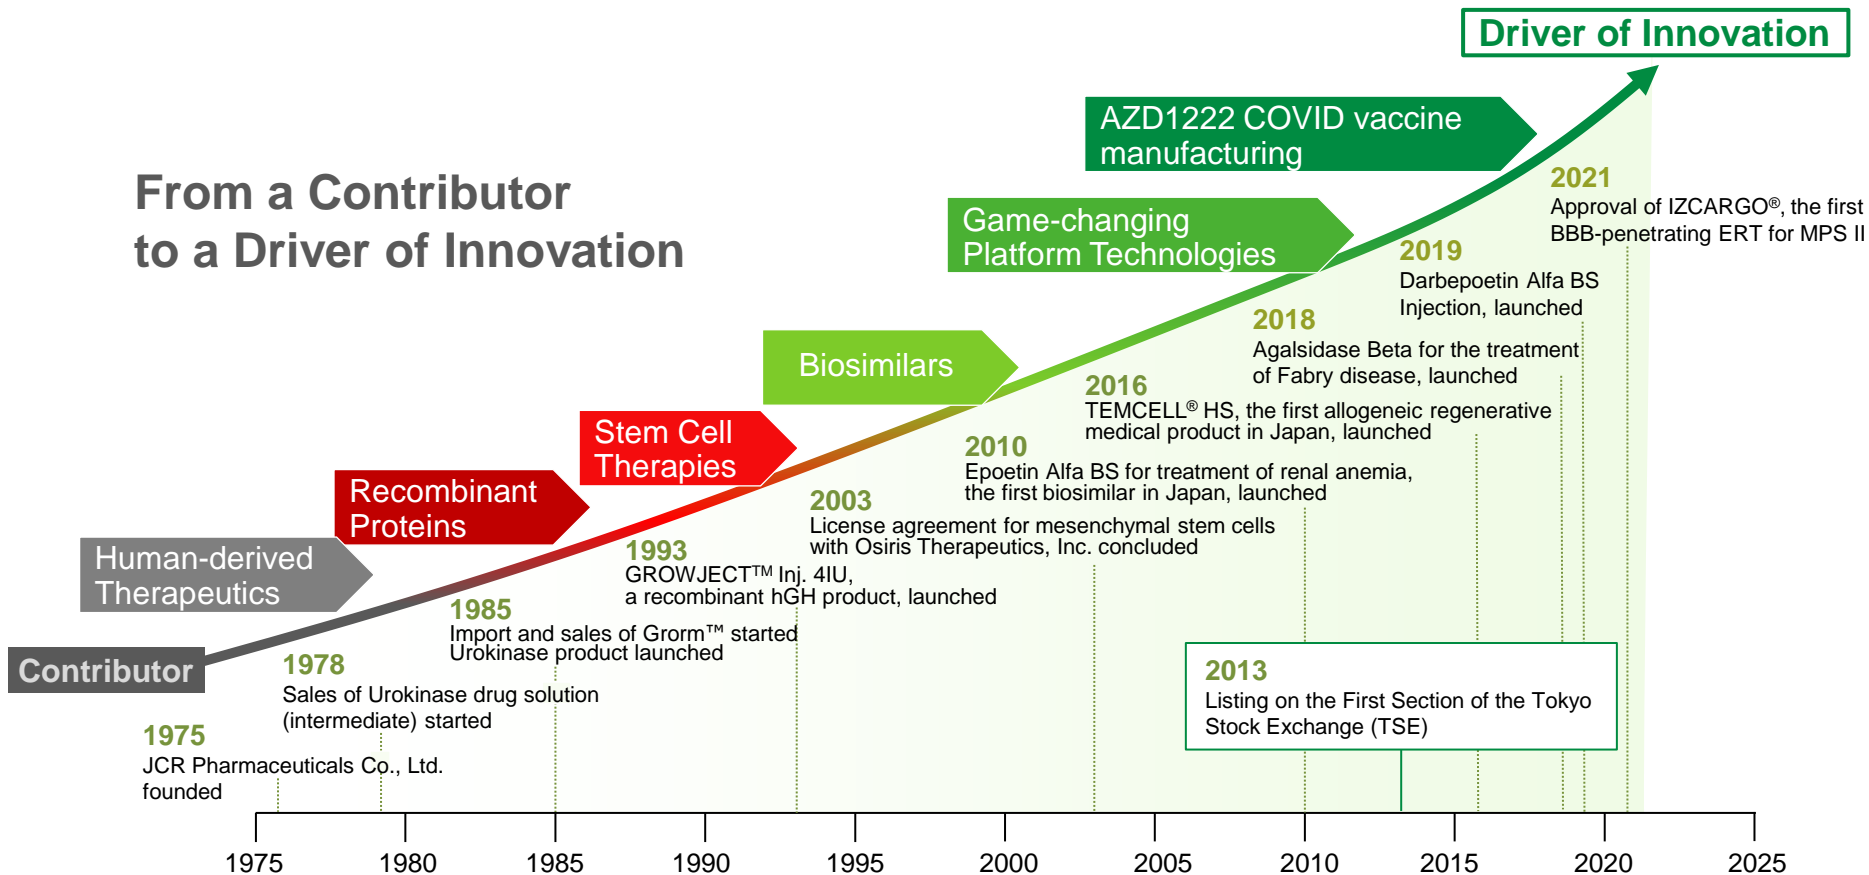 Driver of Innovation
AZD1222 COVID vaccine
manufacturing
From a Contributor
to a Driver of Innovation
Game-changing
Platform Technologies
Biosimilars
Stem Cell
Therapies
Recombinant
Proteins
Human-derived
Therapeutics
Contributor
1975
JCR Pharmaceuticals Co., Ltd.
founded
1978
Sales of Urokinase drug solution
(intermediate) started
1985
Import and sales of Grorm™ started
Urokinase product launched
1993
GROWJECT™ Inj. 4IU,
a recombinant hGH product, launched
2003
License agreement for mesenchymal stem cells
with Osiris Therapeutics, Inc. concluded
2010
Epoetin Alfa BS for treatment of renal anemia,
the first biosimilar in Japan, launched
2013
Listing on the First Section of the Tokyo
Stock Exchange (TSE)
2016
TEMCELL® HS, the first allogeneic regenerative
medical product in Japan, launched
2018
Agalsidase Beta for the treatment
of Fabry disease, launched
2019
Darbepoetin Alfa BS
Injection, launched
2021
Approval of IZCARGO®, the first
BBB-penetrating ERT for MPS II
1975 1980 1985 1990 1995 2000 2005 2010 2015 2020 2025